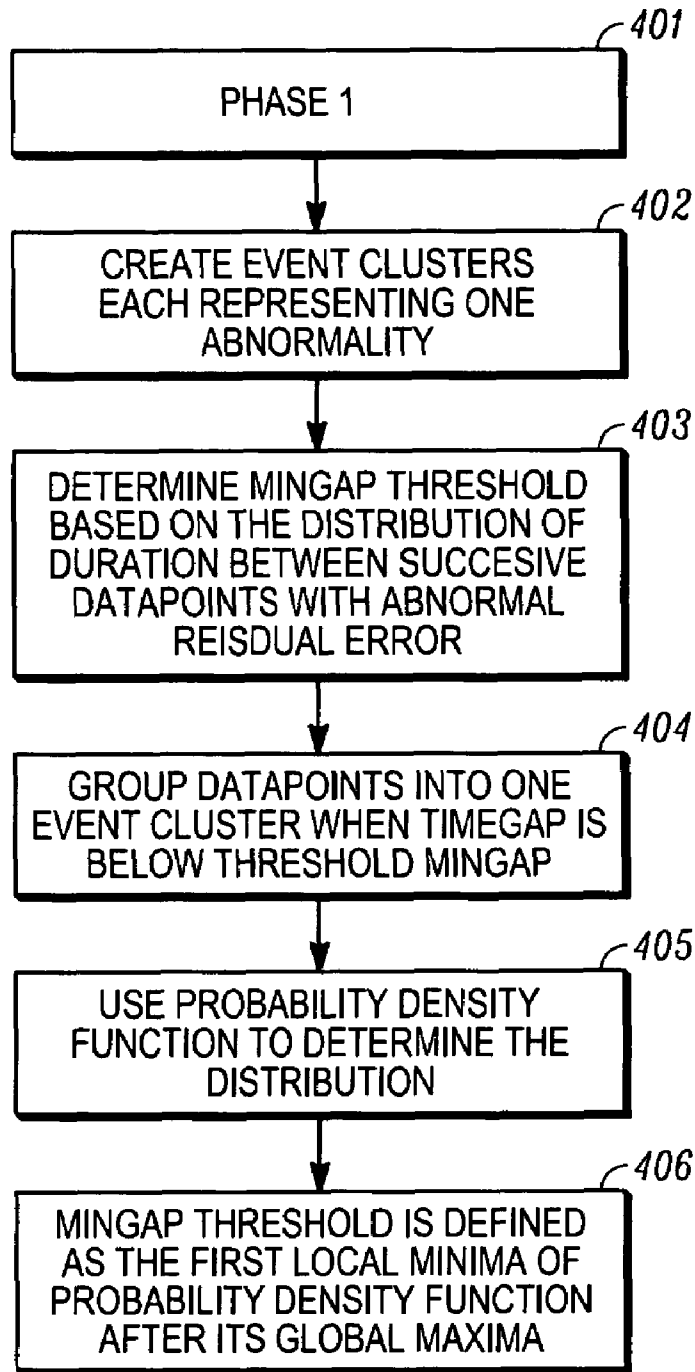 401
PHASE 1
402
CREATE EVENT CLUSTERS
EACH REPRESENTING ONE
ABNORMALITY
403
DETERMINE MINGAP THRESHOLD
BASED ON THE DISTRIBUTION OF
DURATION BETWEEN SUCCESIVE
DATAPOINTS WITH ABNORMAL
REISDUAL ERROR
404
GROUP DATAPOINTS INTO ONE
EVENT CLUSTER WHEN TIMEGAP IS
BELOW THRESHOLD MINGAP
405
USE PROBABILITY DENSITY
FUNCTION TO DETERMINE THE
DISTRIBUTION
406
MINGAP THRESHOLD IS DEFINED
AS THE FIRST LOCAL MINIMA OF
PROBABILITY DENSITY FUNCTION
AFTER ITS GLOBAL MAXIMA